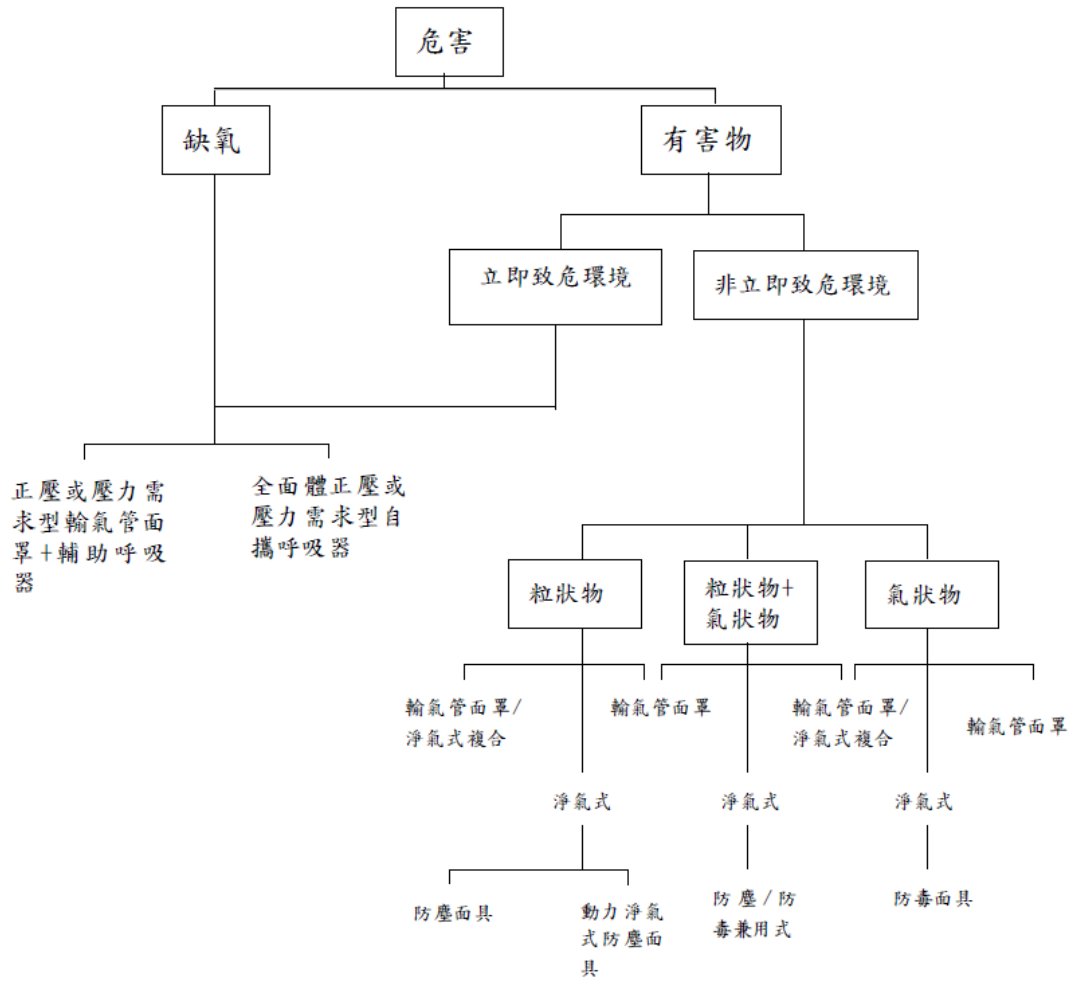 危害
缺氧
有害物
立即致危環境
非立即致危環境
正壓或壓力需
求型輸氣管面
罩+輔助呼吸
器
全面體正壓或
壓力需求型自
攜呼吸器
粒狀物
粒狀物+
氣狀物
氣狀物
輸氣管面罩/
淨氣式複合
輸氣管面罩
輸氣管面罩/
淨氣式複合
輸氣管面罩
淨氣式
淨氣式
淨氣式
防塵面具
動力淨氣
式防塵面
具
防塵/防
毒兼用式
防毒面具